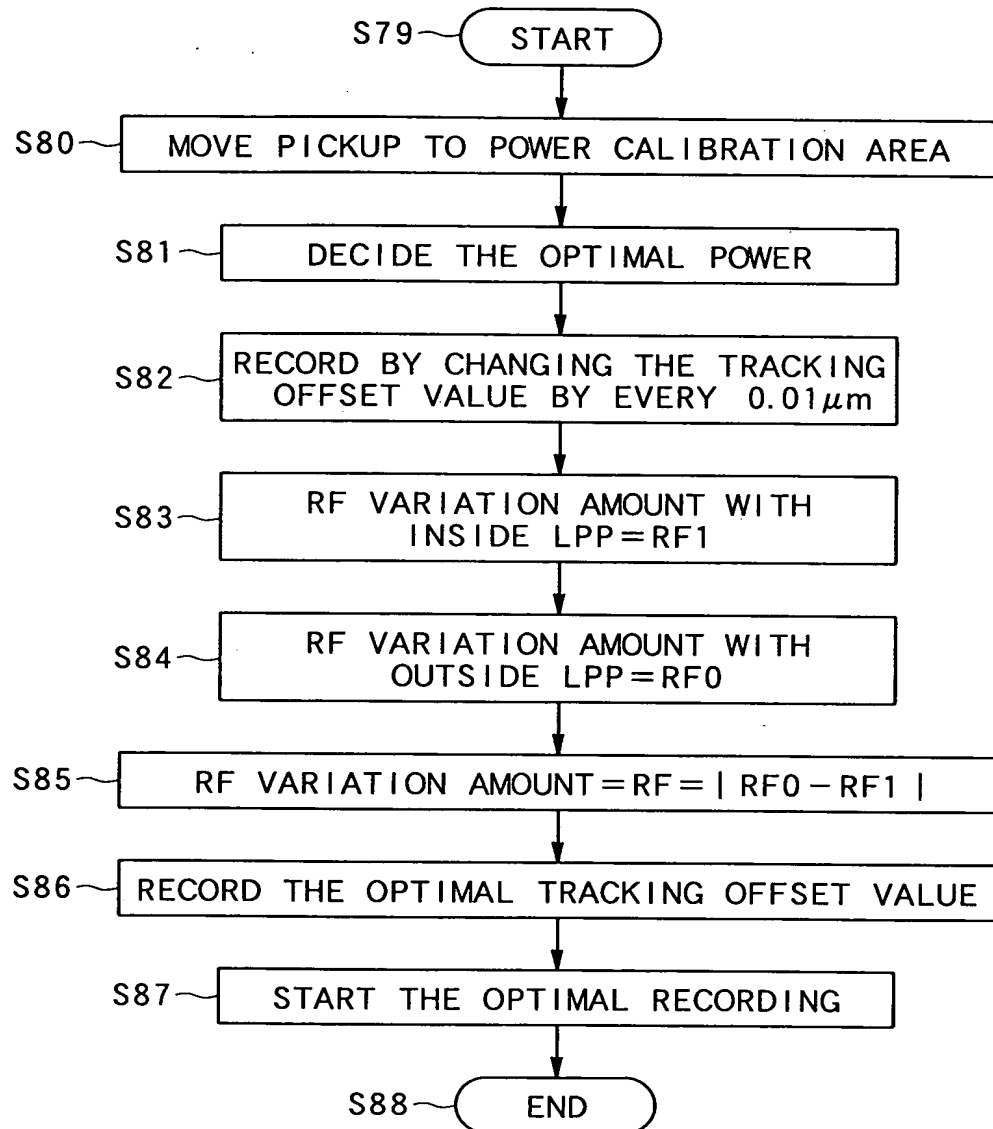 S79
START
S80
MOVE PICKUP TO POWER CALIBRATION AREA
S81
DECIDE THE OPTIMAL POWER
S82
RECORD BY CHANGING THE TRACKING
OFFSET VALUE BY EVERY 0.01μm
S83
RF VARIATION AMOUNT WITH
INSIDE LPP=RF1
S84
RF VARIATION AMOUNT WITH
OUTSIDE LPP=RF0
S85
RF VARIATION AMOUNT=RF=|RF0-RF1|
S86
RECORD THE OPTIMAL TRACKING OFFSET VALUE
S87
START THE OPTIMAL RECORDING
S88
END